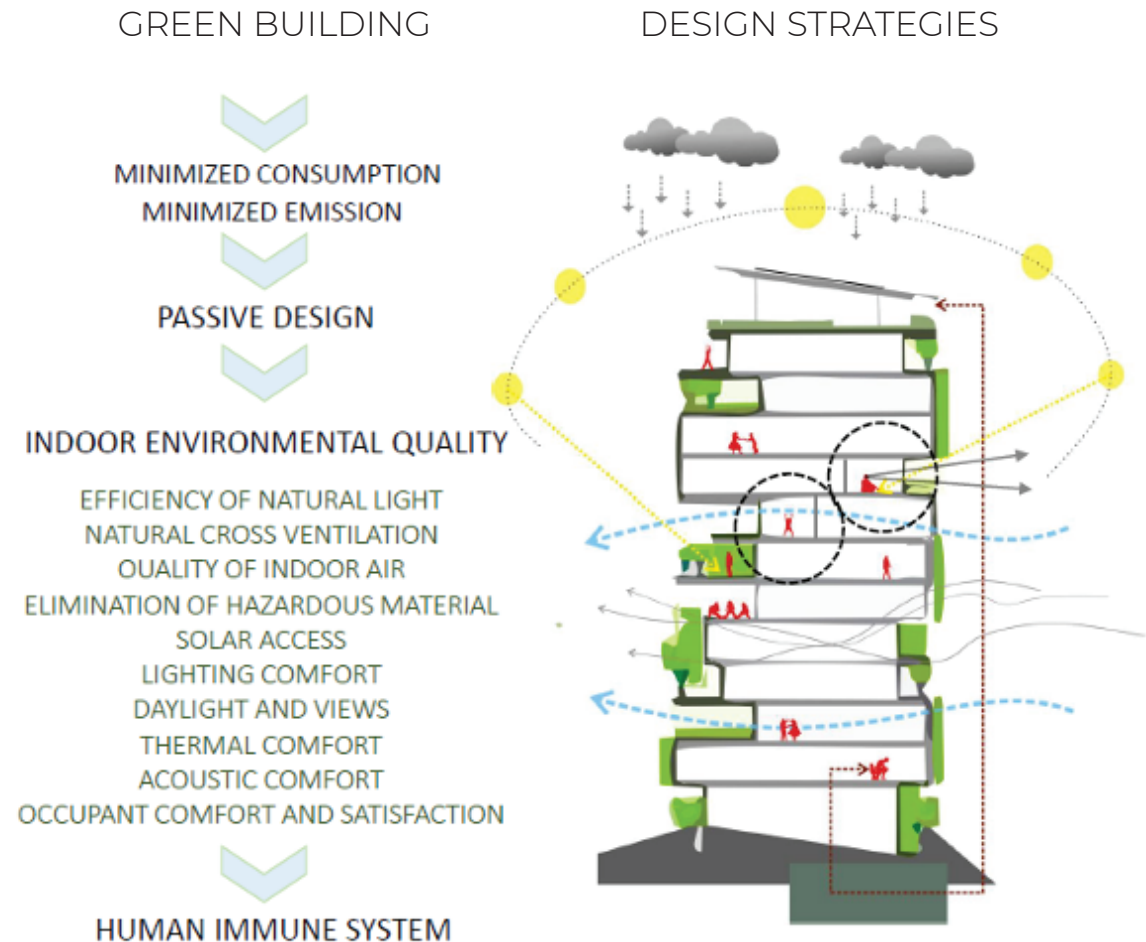 GREEN BUILDING
DESIGN STRATEGIES
MINIMIZED CONSUMPTION
MINIMIZED EMISSION
PASSIVE DESIGN
INDOOR ENVIRONMENTAL QUALITY
EFFICIENCY OF NATURAL LIGHT
NATURAL CROSS VENTILATION
OUALITY OF INDOOR AIR
ELIMINATION OF HAZARDOUS MATERIAL
SOLAR ACCESS
LIGHTING COMFORT
DAYLIGHT AND VIEWS
THERMAL COMFORT
ACOUSTIC COMFORT
OCCUPANT COMFORT AND SATISFACTION
HUMAN IMMUNE SYSTEM